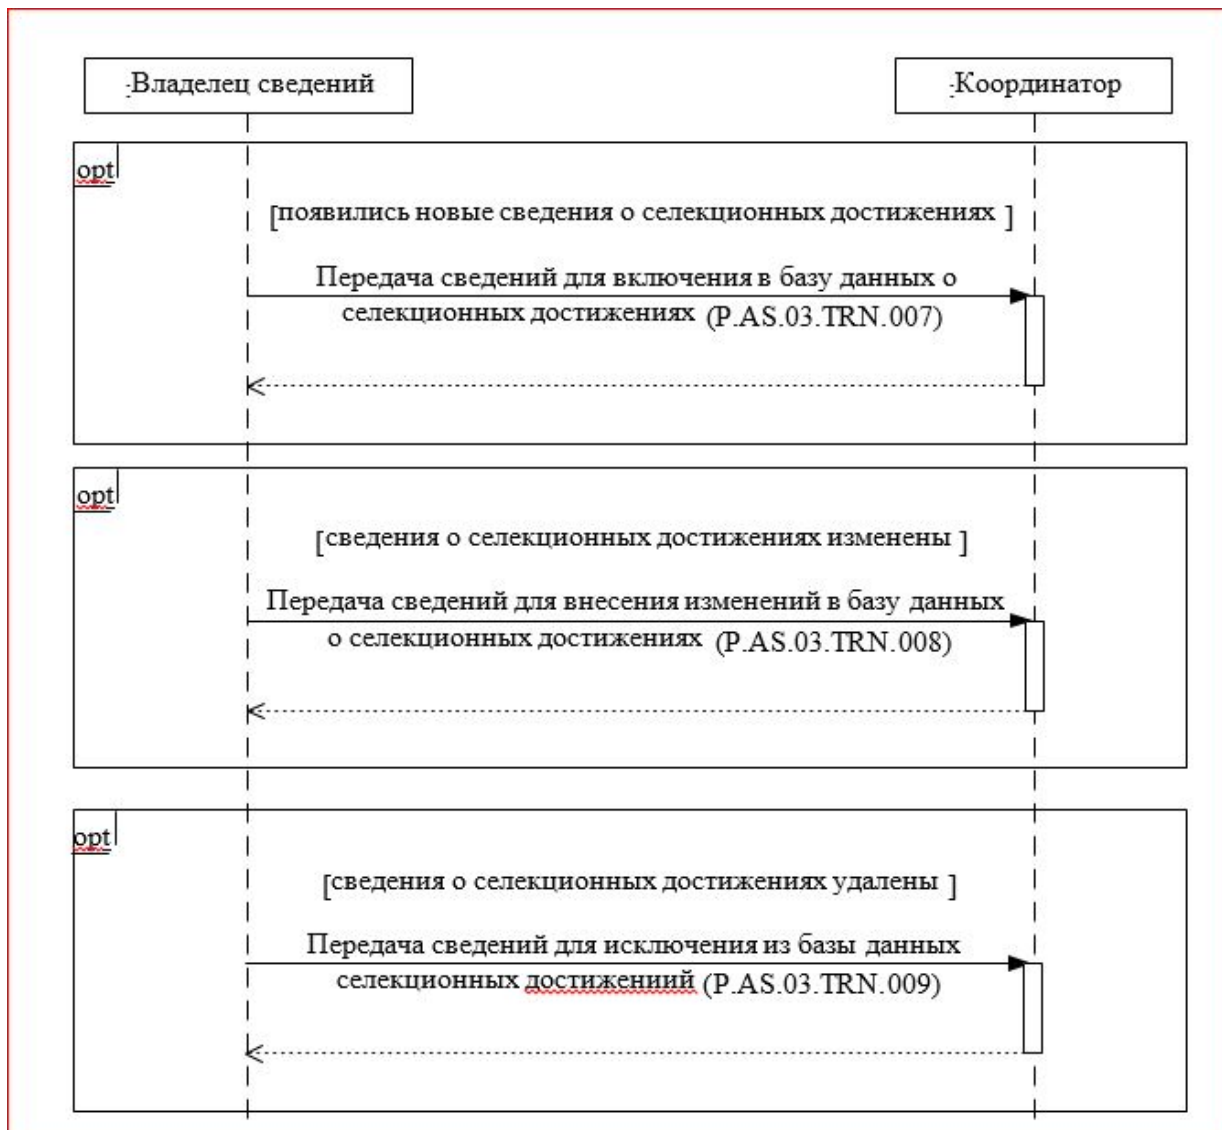 :Владелец сведений
:Координатор
opt
[появились новые сведения о селекционных достижениях ]
Передача сведений для включения в базу данных о
селекционных достижениях (P.AS.03.TRN.007)
opt
[сведения о селекционных достижениях изменены ]
Передача сведений для внесения изменений в базу данных
о селекционных достижениях (P.AS.03.TRN.008)
opt
[сведения о селекционных достижениях удалены ]
Передача сведений для исключения из базы данных
селекционных достижениий (P.AS.03.TRN.009)